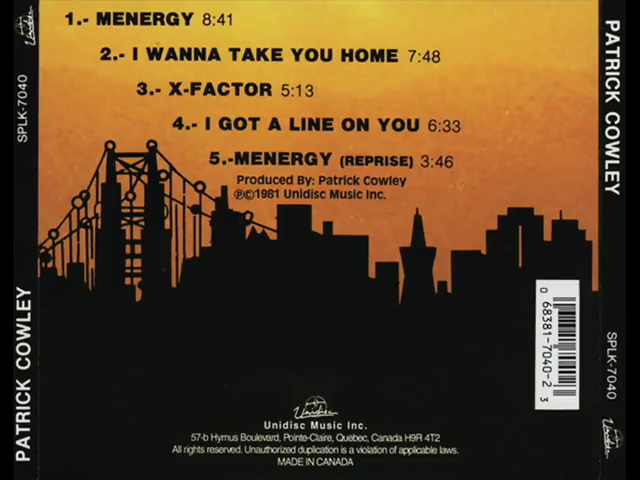 1.- MENERGY 8:41
2.- I WANNA TAKE YOU HOME 7:48
3.- X-FACTOR 5:13
4.- I GOT A LINE ON YOU 6:33
5.-MENERGY (REPRISE) 3:46
Produced By: Patrick Cowley
℗©1981 Unidisc Music Inc.
Unidisc
SPLK-7040
PATRICK COWLEY
PATRICK COWLEY
SPLK-7040
Unidisc
0 68381-7040-2 3
Unidisc
Unidisc Music Inc.
57-b Hymus Boulevard, Pointe-Claire, Quebec, Canada H9R 4T2
All rights reserved. Unauthorized duplication is a violation of applicable laws.
MADE IN CANADA